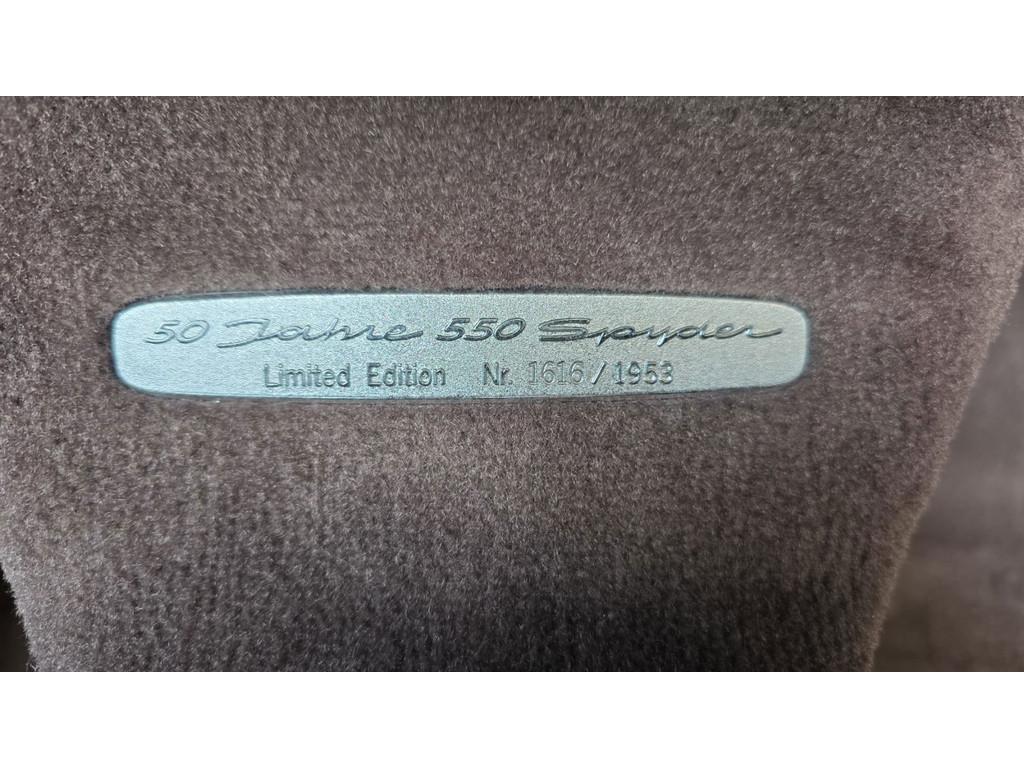 50 Jahre 550 Spyder
Limited Edition Nr. 1616/1953